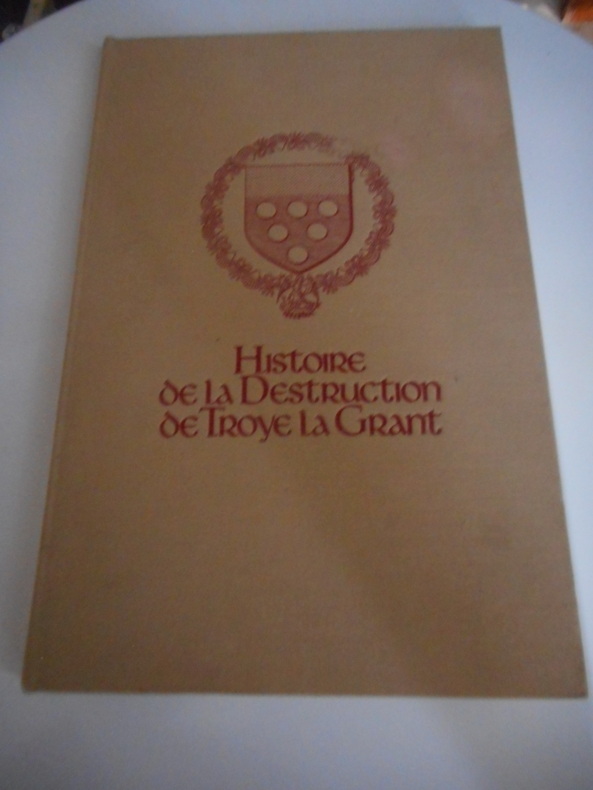 Histoire
de la Destruction
de Troye la Grant